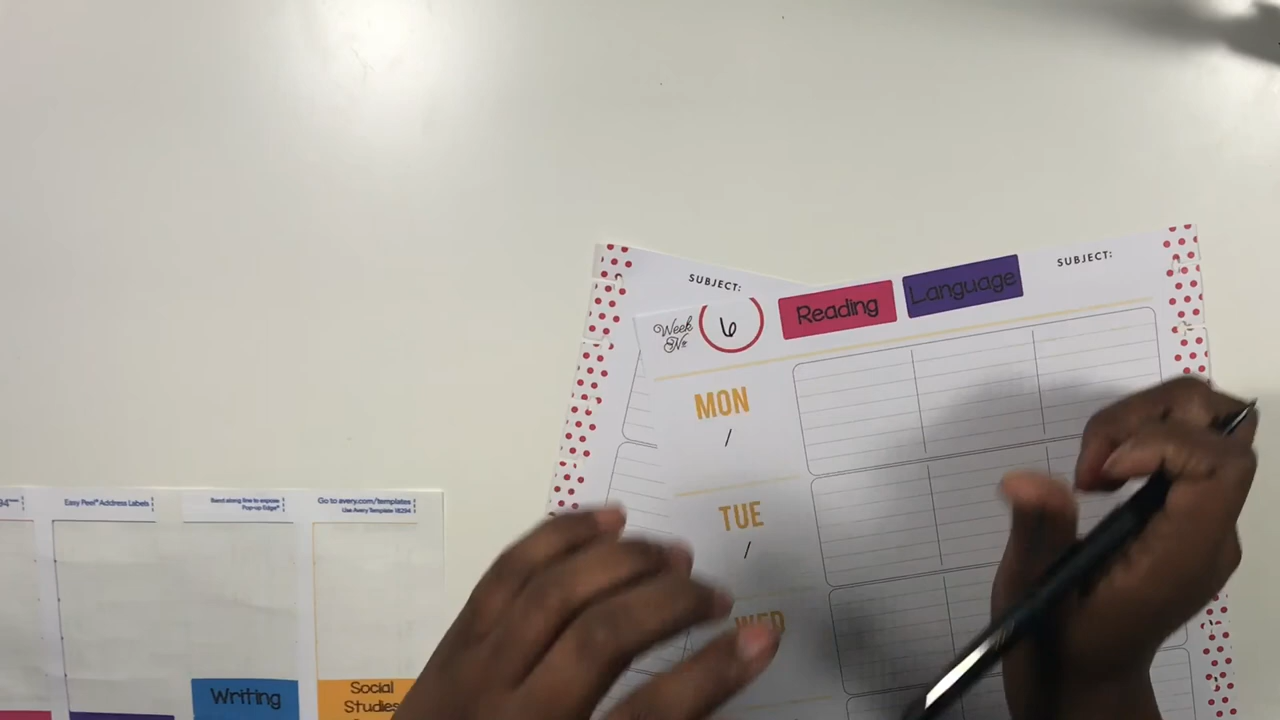 SUBJECT:
SUBJECT:
Week
Nº
6
Reading
Language
MON
/
TUE
/
WED
Easy Peel® Address Labels
Bend along line to expose
Pop-up Edge®
Go to avery.com/templates
Use Avery Template 18294
Writing
Social
Studies